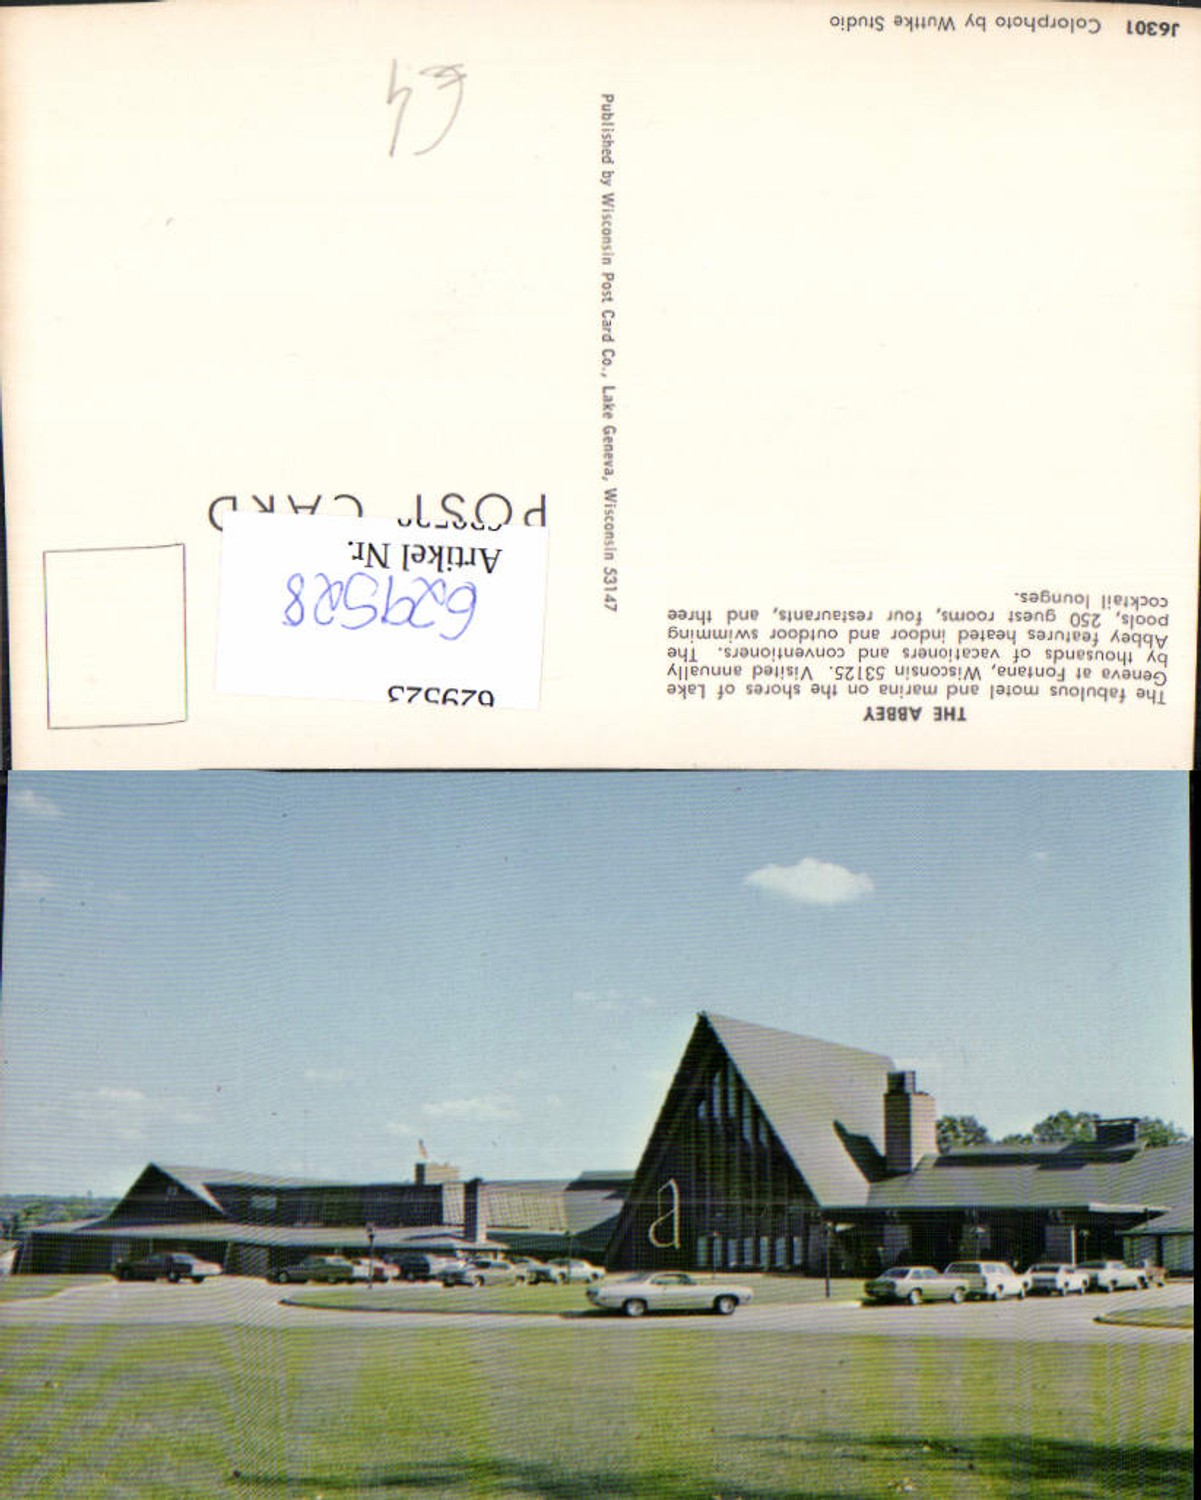 THE ABBEY
The fabulous motel and marina on the shores of Lake
Geneva at Fontana, Wisconsin 53125. Visited annually
by thousands of vacationers and conventioners. The
Abbey features heated indoor and outdoor swimming
pools, 250 guest rooms, four restaurants, and three
cocktail lounges.
J6301 Colorphoto by Wuttke Studio
Published by Wisconsin Post Card Co., Lake Geneva, Wisconsin 53147
629525
629528
Artikel Nr.
POST CARD
€4
a